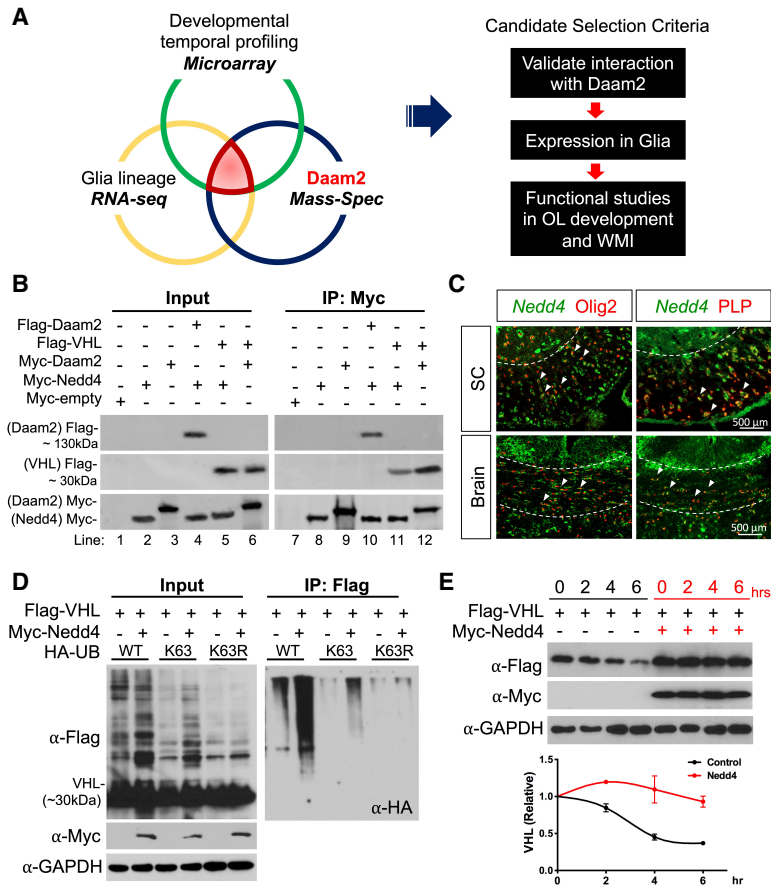 A
Developmental
temporal profiling
Microarray
Glia lineage
RNA-seq
Daam2
Mass-Spec
Candidate Selection Criteria
Validate interaction
with Daam2
Expression in Glia
Functional studies
in OL development
and WMI
B
Input IP: Myc
Flag-Daam2 - - - + - - - - - + - -
Flag-VHL - - - - + + - - - - + +
Myc-Daam2 - - + - - + - - + - - +
Myc-Nedd4 - + - + + - - + - + + -
Myc-empty + - - - - - + - - - - -
(Daam2) Flag-
~ 130kDa
(VHL) Flag-
~ 30kDa
(Daam2) Myc-
(Nedd4) Myc-
Line: 1 2 3 4 5 6 7 8 9 10 11 12
C
Nedd4 Olig2 Nedd4 PLP
SC
500 µm
Brain
500 µm
D
Input IP: Flag
Flag-VHL + + + + + + + + + + + +
Myc-Nedd4 - + - + - + - + - + - +
HA-UB WT K63 K63R WT K63 K63R
α-Flag
VHL-
(~30kDa)
α-HA
α-Myc
α-GAPDH
E
0 2 4 6 0 2 4 6 hrs
Flag-VHL + + + + + + + +
Myc-Nedd4 - - - - + + + +
α-Flag
α-Myc
α-GAPDH
VHL (Relative)
1.5
1.0
0.5
0.0
Control
Nedd4
0 2 4 6 hr